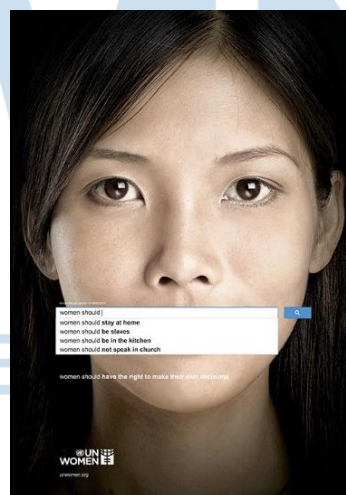 women should
women should stay at home
women should be slaves
women should be in the kitchen
women should not speak in church
women should have the right to make their own decisions
UN
WOMEN
unwomen.org